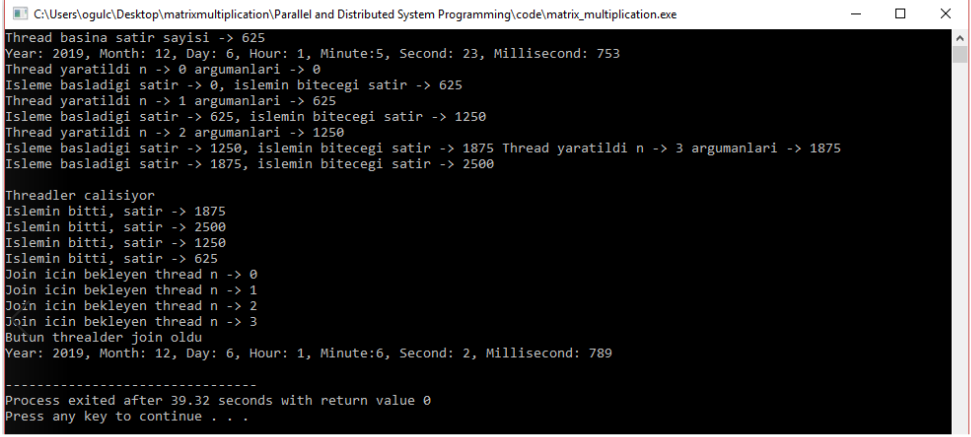 C:\Users\ogulc\Desktop\matrixmultiplication\Parallel and Distributed System Programming\code\matrix_multiplication.exe
Thread basina satir sayisi -> 625
Year: 2019, Month: 12, Day: 6, Hour: 1, Minute:5, Second: 23, Millisecond: 753
Thread yaratildi n -> 0 argumanlari -> 0
Isleme basladigi satir -> 0, islemin bitecegi satir -> 625
Thread yaratildi n -> 1 argumanlari -> 625
Isleme basladigi satir -> 625, islemin bitecegi satir -> 1250
Thread yaratildi n -> 2 argumanlari -> 1250
Isleme basladigi satir -> 1250, islemin bitecegi satir -> 1875 Thread yaratildi n -> 3 argumanlari -> 1875
Isleme basladigi satir -> 1875, islemin bitecegi satir -> 2500
Threadler calisiyor
Islemin bitti, satir -> 1875
Islemin bitti, satir -> 2500
Islemin bitti, satir -> 1250
Islemin bitti, satir -> 625
Join icin bekleyen thread n -> 0
Join icin bekleyen thread n -> 1
Join icin bekleyen thread n -> 2
Join icin bekleyen thread n -> 3
Butun threalder join oldu
Year: 2019, Month: 12, Day: 6, Hour: 1, Minute:6, Second: 2, Millisecond: 789
--------------------------------
Process exited after 39.32 seconds with return value 0
Press any key to continue . . .